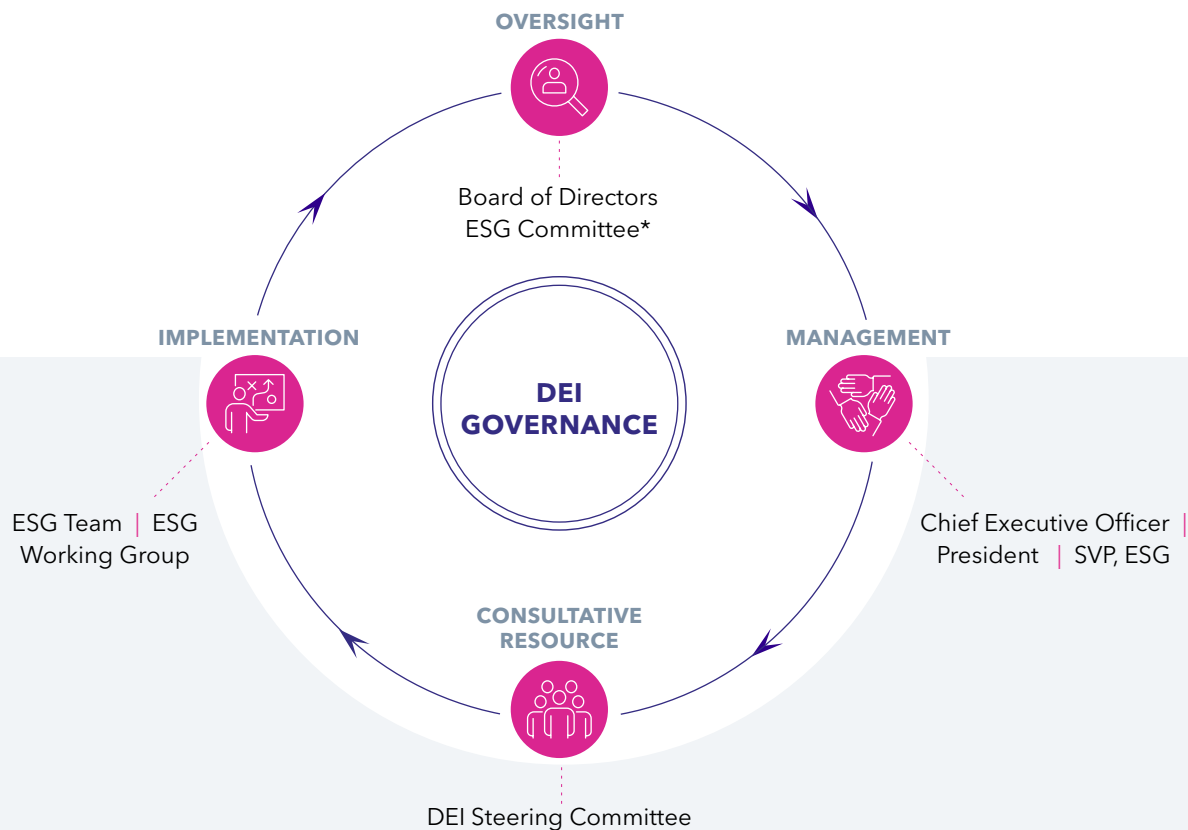 OVERSIGHT
Board of Directors
ESG Committee*
IMPLEMENTATION
MANAGEMENT
DEI
GOVERNANCE
ESG Team | ESG
Working Group
Chief Executive Officer |
President | SVP, ESG
CONSULTATIVE
RESOURCE
DEI Steering Committee